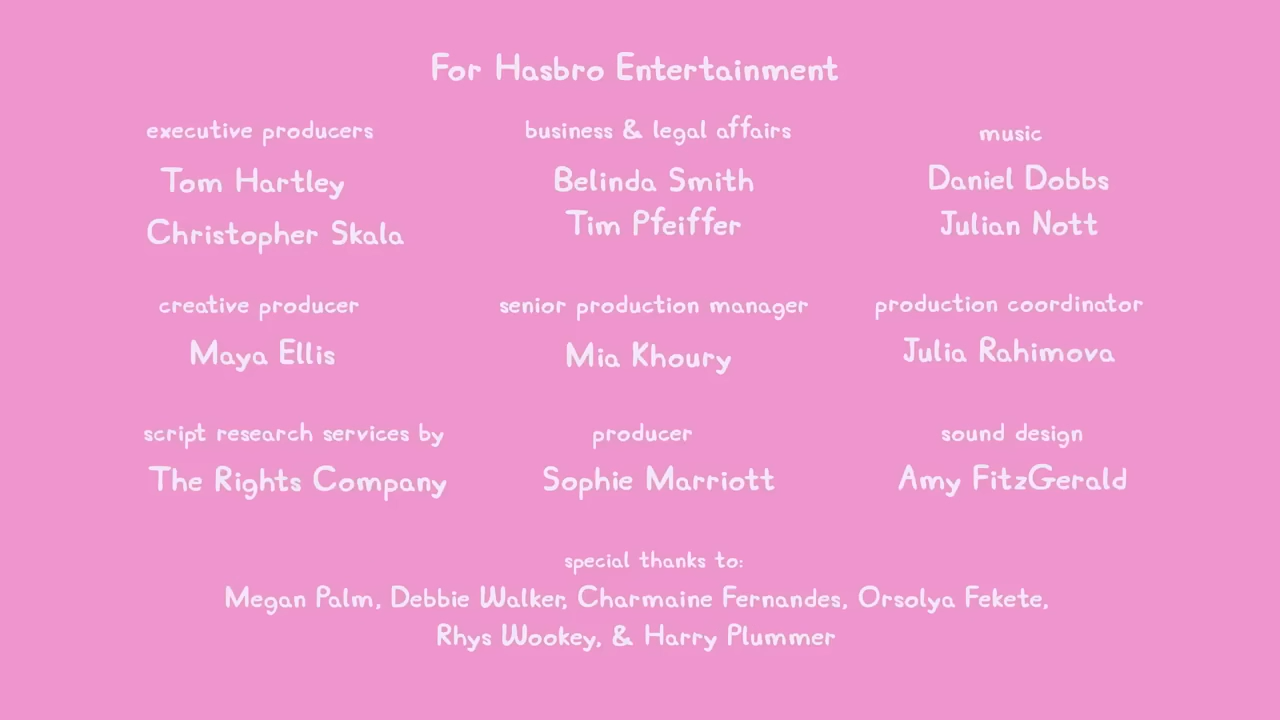 For Hasbro Entertainment
executive producers
Tom Hartley
Christopher Skala
business & legal affairs
Belinda Smith
Tim Pfeiffer
music
Daniel Dobbs
Julian Nott
creative producer
Maya Ellis
senior production manager
Mia Khoury
production coordinator
Julia Rahimova
script research services by
The Rights Company
producer
Sophie Marriott
sound design
Amy FitzGerald
special thanks to:
Megan Palm, Debbie Walker, Charmaine Fernandes, Orsolya Fekete,
Rhys Wookey, & Harry Plummer